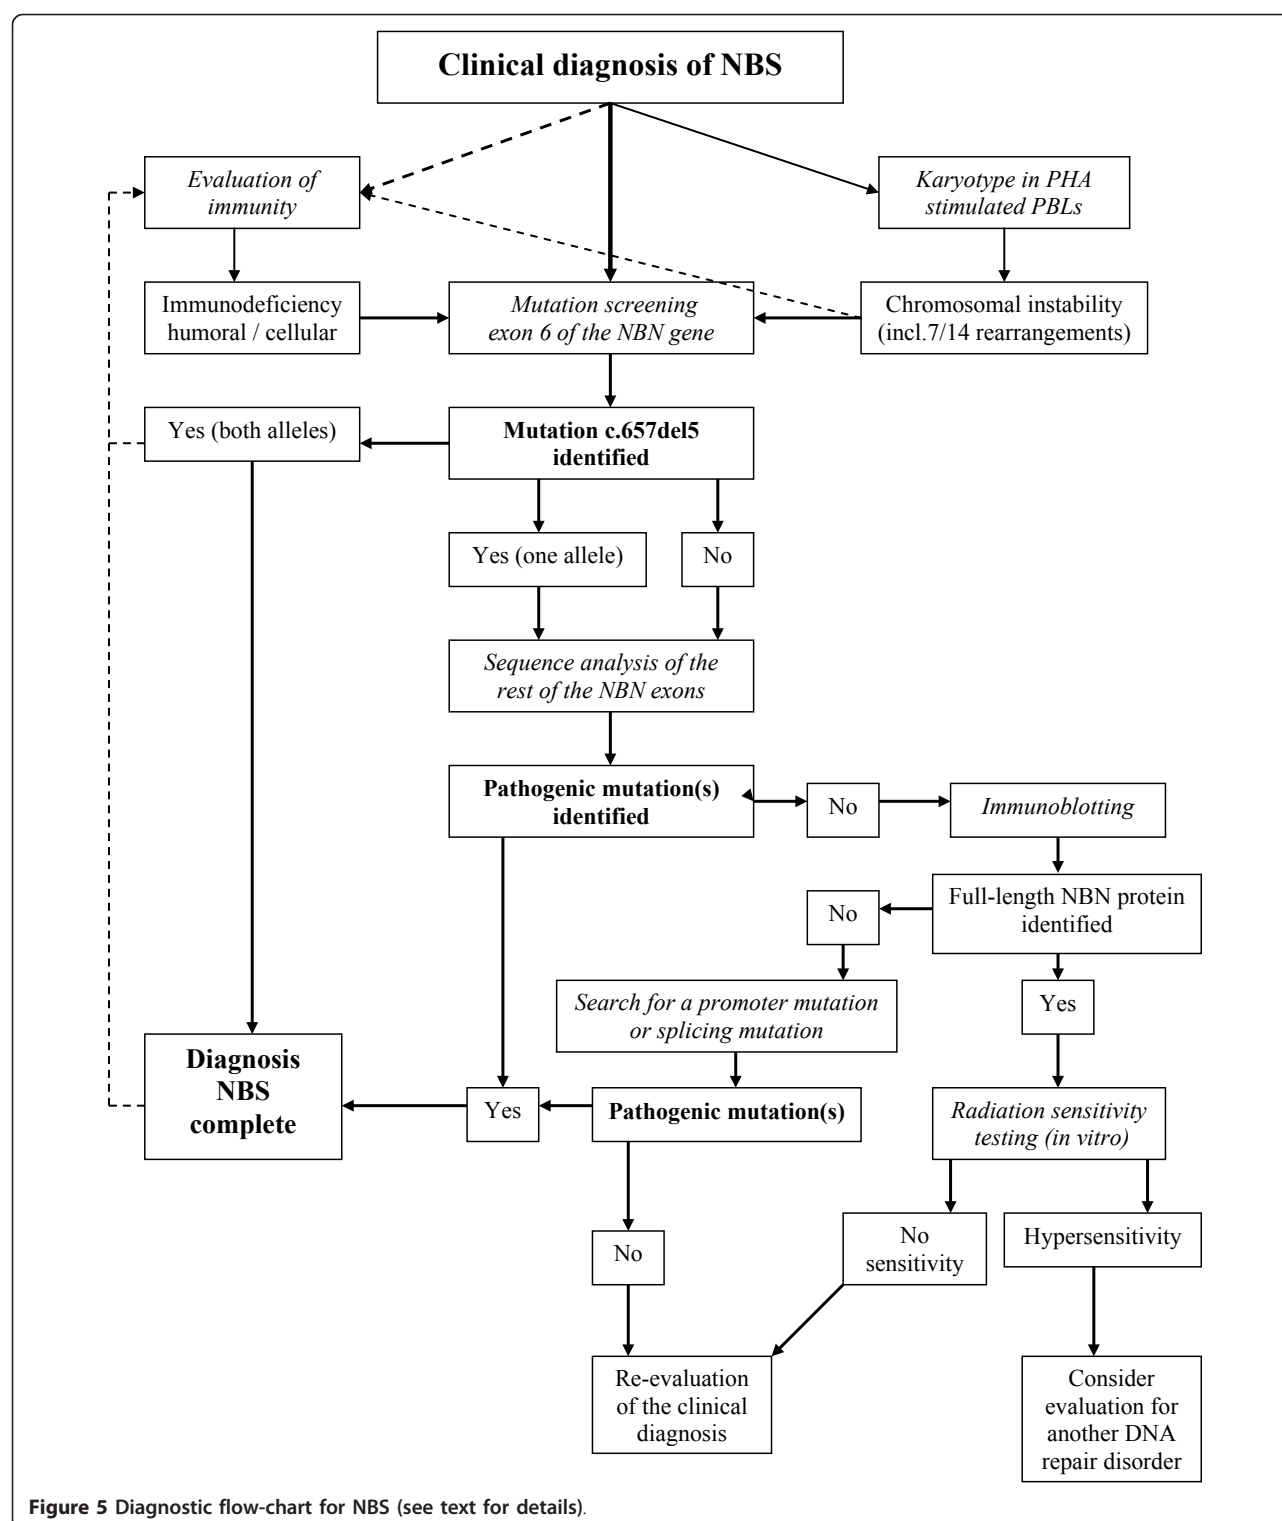 Clinical diagnosis of NBS
Evaluation of
immunity
Karyotype in PHA
stimulated PBLs
Immunodeficiency
humoral / cellular
Mutation screening
exon 6 of the NBN gene
Chromosomal instability
(incl.7/14 rearrangements)
Yes (both alleles)
Mutation c.657del5
identified
Yes (one allele)
No
Sequence analysis of the
rest of the NBN exons
Pathogenic mutation(s)
identified
No
Immunoblotting
No
Full-length NBN protein
identified
Search for a promoter mutation
or splicing mutation
Yes
Diagnosis
NBS
complete
Yes
Pathogenic mutation(s)
Radiation sensitivity
testing (in vitro)
No
No
sensitivity
Hypersensitivity
Re-evaluation
of the clinical
diagnosis
Consider
evaluation for
another DNA
repair disorder
Figure 5 Diagnostic flow-chart for NBS (see text for details).